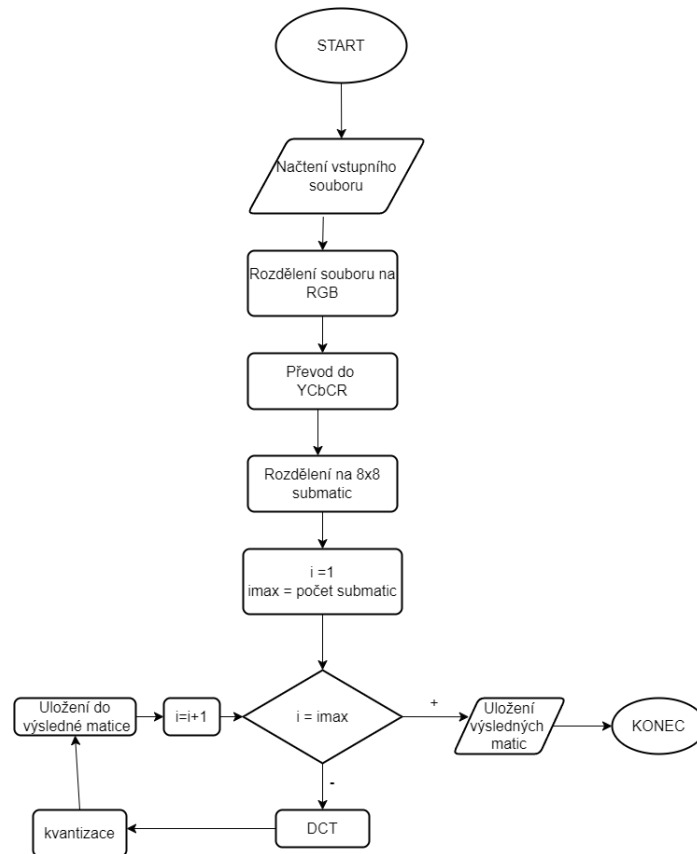 START
Načtení vstupního
souboru
Rozdělení souboru na
RGB
Převod do
YCbCR
Rozdělení na 8x8
submatic
i =1
imax = počet submatic
Uložení do
výsledné matice
i=i+1
i = imax
+
Uložení
výsledných
matic
KONEC
-
kvantizace
DCT